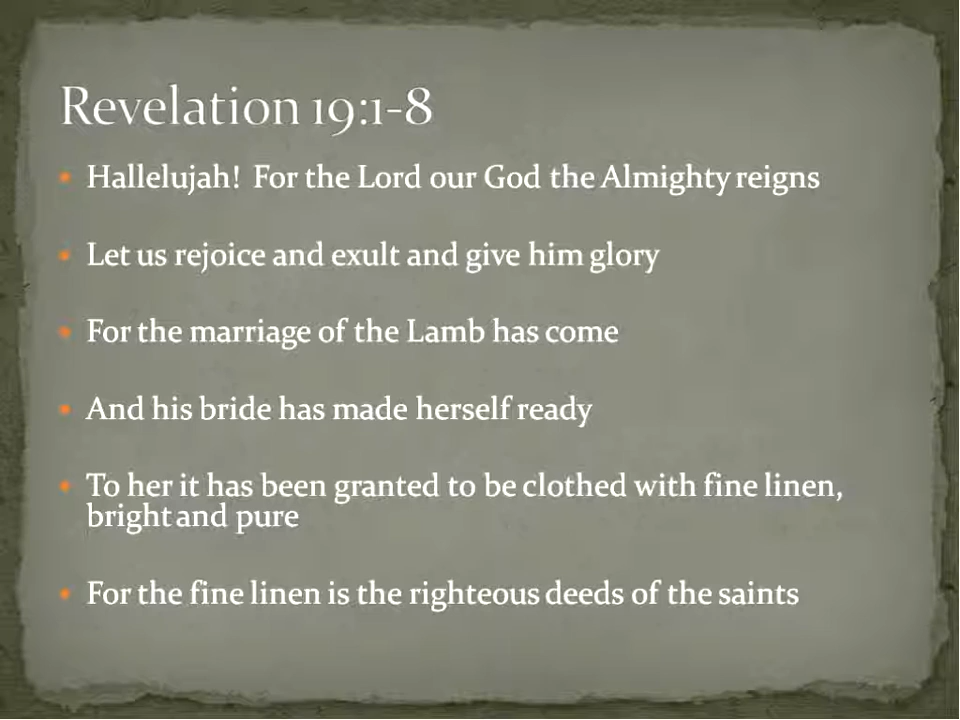 Revelation 19:1-8
• Hallelujah!  For the Lord our God the Almighty reigns
• Let us rejoice and exult and give him glory
• For the marriage of the Lamb has come
• And his bride has made herself ready
• To her it has been granted to be clothed with fine linen,
bright and pure
• For the fine linen is the righteous deeds of the saints